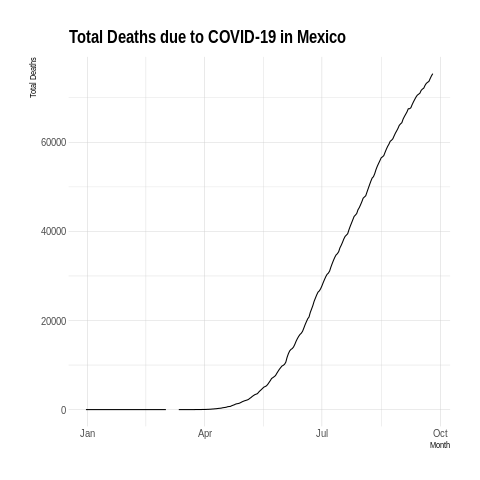 Total Deaths due to COVID-19 in Mexico
Total Deaths
60000
40000
20000
0
Jan Apr Jul Oct
Month